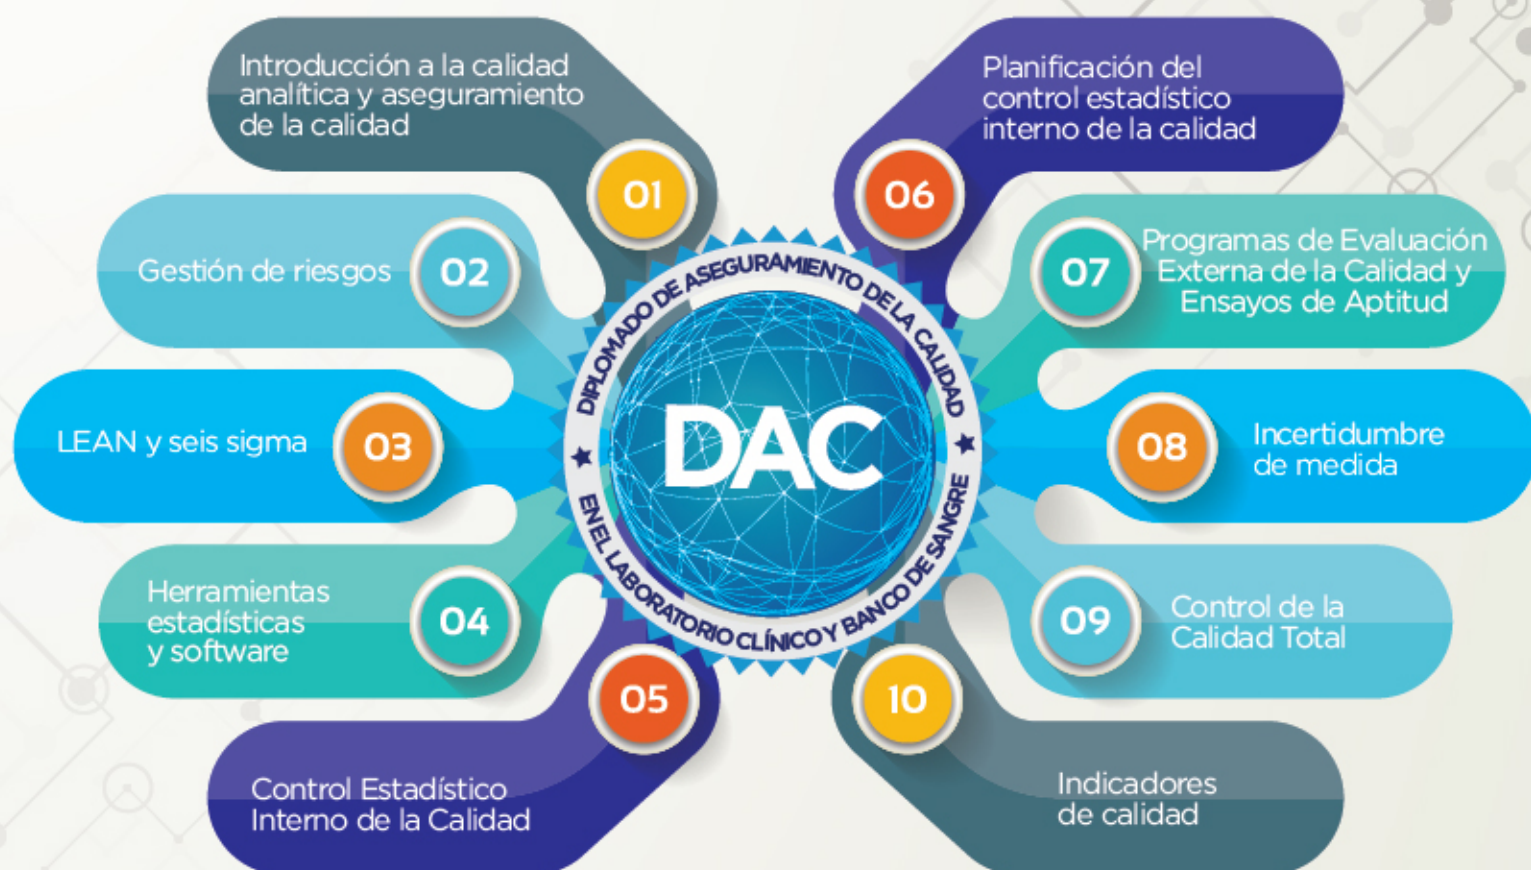 Introducción a la calidad
analítica y aseguramiento
de la calidad
01
Gestión de riesgos
02
LEAN y seis sigma
03
Herramientas
estadísticas
y software
04
Control Estadístico
Interno de la Calidad
05
DIPLOMADO DE ASEGURAMIENTO DE LA CALIDAD
DAC
EN EL LABORATORIO CLÍNICO Y BANCO DE SANGRE
Planificación del
control estadístico
interno de la calidad
06
07
Programas de Evaluación
Externa de la Calidad y
Ensayos de Aptitud
08
Incertidumbre
de medida
09
Control de la
Calidad Total
10
Indicadores
de calidad